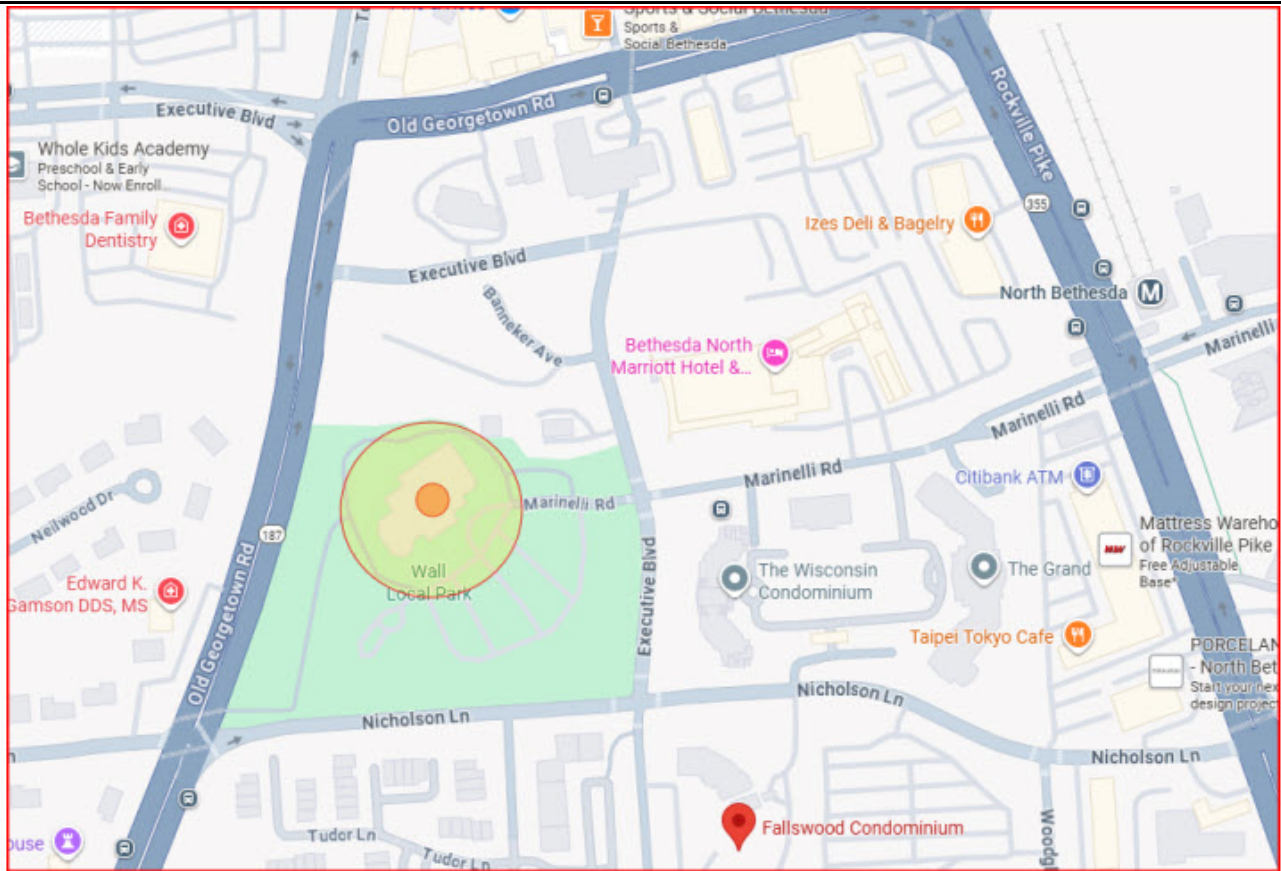 Sports & Social Bethesda
Sports &
Social Bethesda
Executive Blvd
Old Georgetown Rd
Rockville Pike
Whole Kids Academy
Preschool & Early
School - Now Enroll...
Bethesda Family
Dentistry
355
Izes Deli & Bagelry
Executive Blvd
North Bethesda
M
Banneker Ave
Bethesda North
Marriott Hotel &...
Marinelli
Marinelli Rd
Marinelli Rd
Citibank ATM
Neilwood Dr
Marinelli Rd
187
Mattress Wareho
of Rockville Pike
Free Adjustable
Base*
Wall
Local Park
The Wisconsin
Condominium
The Grand
Edward K.
Gamson DDS, MS
Old Georgetown Rd
Executive Blvd
Taipei Tokyo Cafe
PORCELAN
- North Bet
Start your nex
design projec
Nicholson Ln
Nicholson Ln
Nicholson Ln
Fallswood Condominium
Tudor Ln
Tudor Ln
Woodgl
ouse